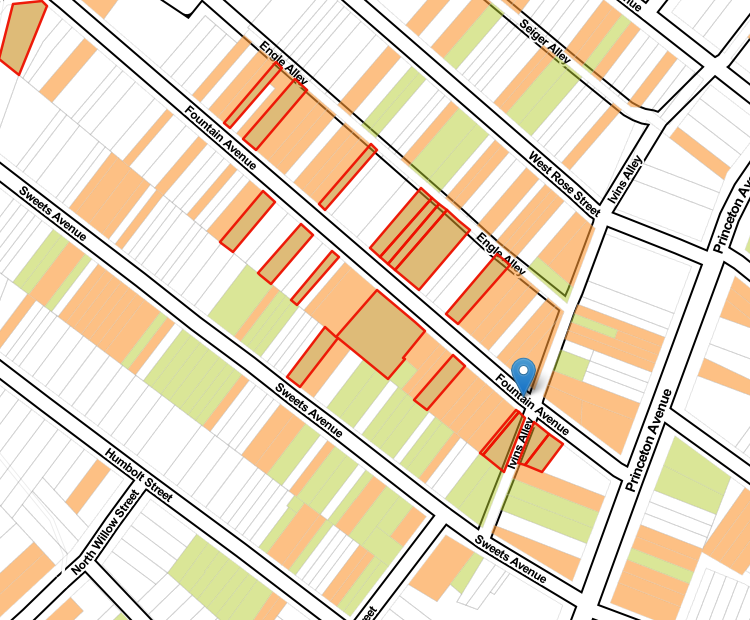 Seiger Alley
Engle Alley
Fountain Avenue
West Rose Street
Ivins Alley
Princeton Av
Sweets Avenue
Engle Alley
Fountain Avenue
Princeton Avenue
Ivins Alley
Sweets Avenue
Humbolt Street
North Willow Street
Sweets Avenue